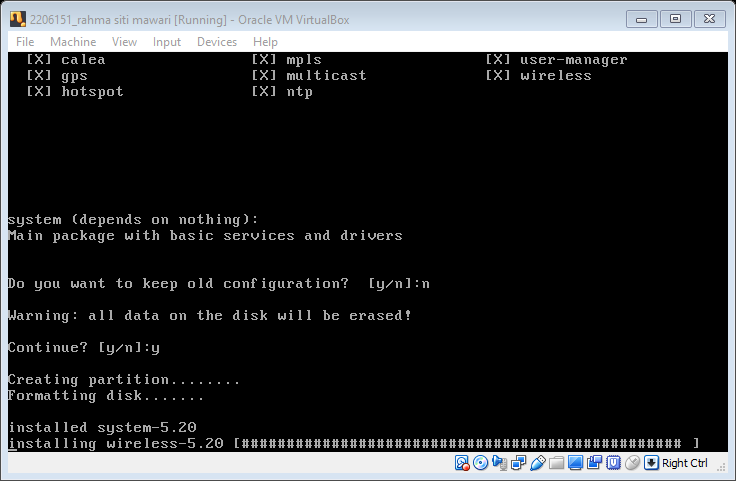 2206151_rahma siti mawari [Running] - Oracle VM VirtualBox
File Machine View Input Devices Help
[X] calea [X] mpls [X] user-manager
[X] gps [X] multicast [X] wireless
[X] hotspot [X] ntp
system (depends on nothing):
Main package with basic services and drivers
Do you want to keep old configuration? [y/n]:n
Warning: all data on the disk will be erased!
Continue? [y/n]:y
Creating partition........
Formatting disk.......
installed system-5.20
installing wireless-5.20 [################################################# ]
Right Ctrl